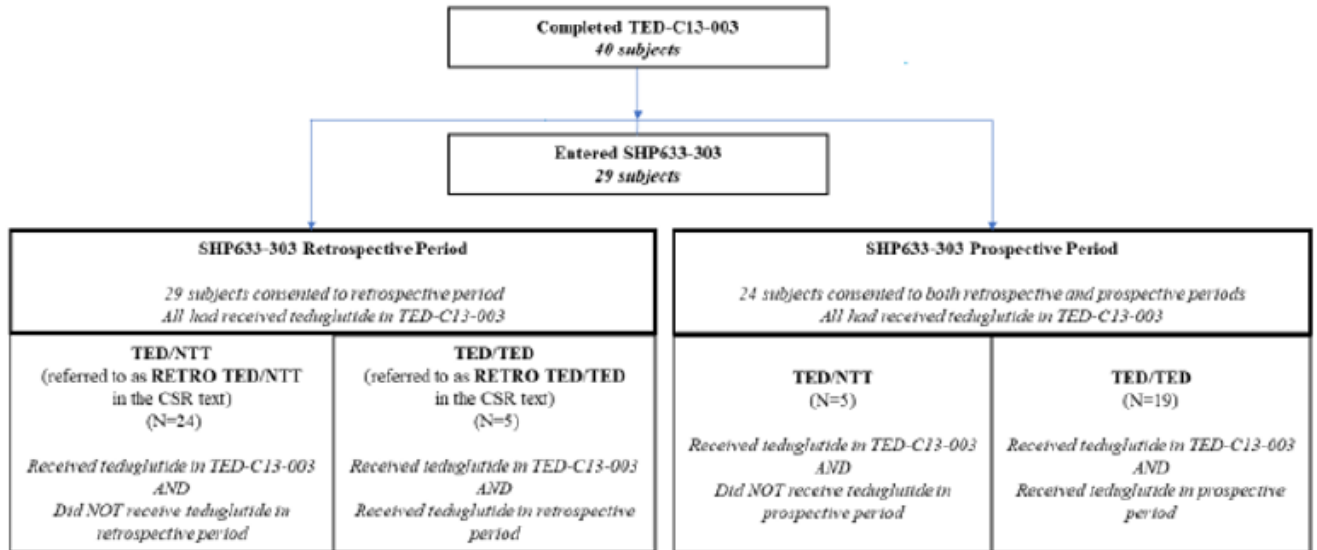 Completed TED-C13-003
40 subjects
Entered SHP633-303
29 subjects
SHP633-303 Retrospective Period
29 subjects consented to retrospective period
All had received teduglutide in TED-C13-003
TED/NTT
(referred to as RETRO TED/NTT
in the CSR text)
(N=24)
Received teduglutide in TED-C13-003
AND
Did NOT receive teduglutide in
retrospective period
TED/TED
(referred to as RETRO TED/TED
in the CSR text)
(N=5)
Received teduglutide in TED-C13-003
AND
Received teduglutide in retrospective
period
SHP633-303 Prospective Period
24 subjects consented to both retrospective and prospective periods
All had received teduglutide in TED-C13-003
TED/NTT
(N=5)
Received teduglutide in TED-C13-003
AND
Did NOT receive teduglutide in
prospective period
TED/TED
(N=19)
Received teduglutide in TED-C13-003
AND
Received teduglutide in prospective
period